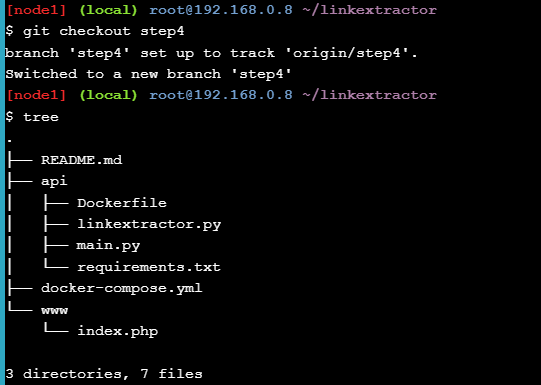 [node1] (local) root@192.168.0.8 ~/linkextractor
$ git checkout step4
branch 'step4' set up to track 'origin/step4'.
Switched to a new branch 'step4'
[node1] (local) root@192.168.0.8 ~/linkextractor
$ tree
.
├── README.md
├── api
│   ├── Dockerfile
│   ├── linkextractor.py
│   ├── main.py
│   └── requirements.txt
├── docker-compose.yml
└── www
    └── index.php

3 directories, 7 files